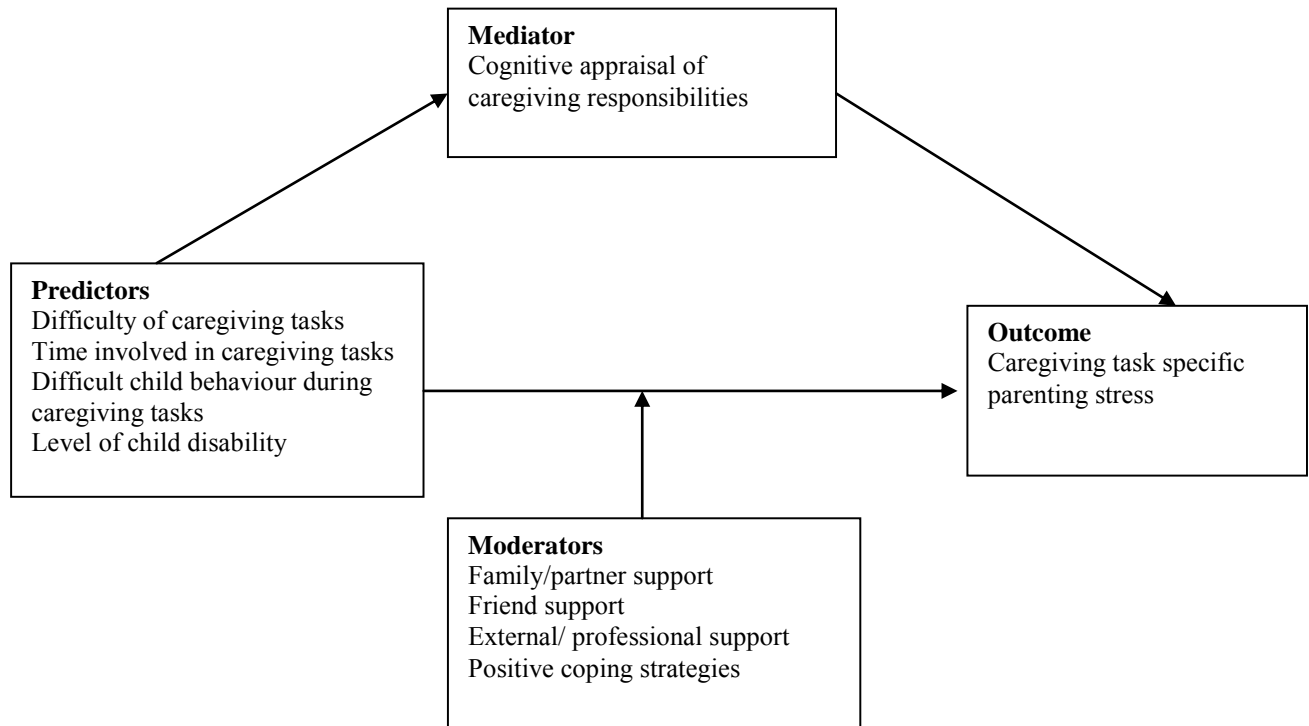 Mediator
Cognitive appraisal of
caregiving responsibilities
Predictors
Difficulty of caregiving tasks
Time involved in caregiving tasks
Difficult child behaviour during
caregiving tasks
Level of child disability
Outcome
Caregiving task specific
parenting stress
Moderators
Family/partner support
Friend support
External/ professional support
Positive coping strategies